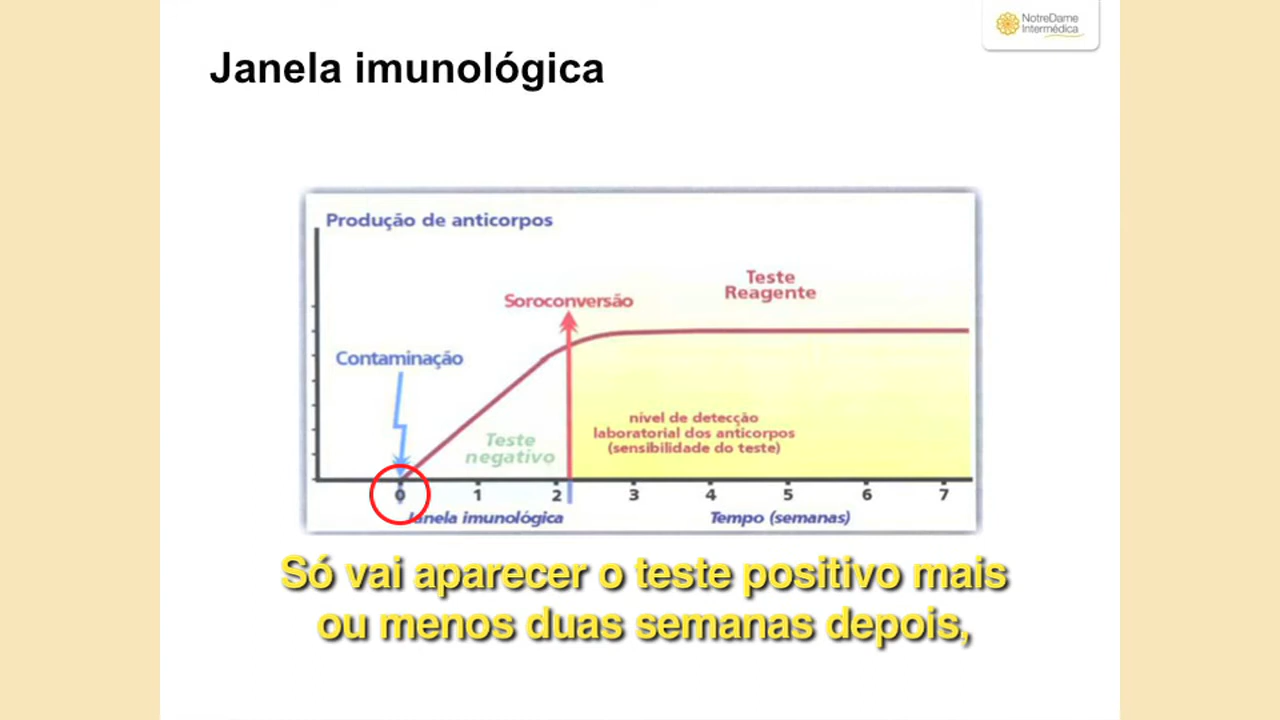 NotreDame
Intermédica
Janela imunológica
Produção de anticorpos
Teste
Reagente
Soroconversão
Contaminação
nível de detecção
laboratorial dos anticorpos
(sensibilidade do teste)
Teste
negativo
0 1 2 3 4 5 6 7
Janela imunológica Tempo (semanas)
Só vai aparecer o teste positivo mais
ou menos duas semanas depois,